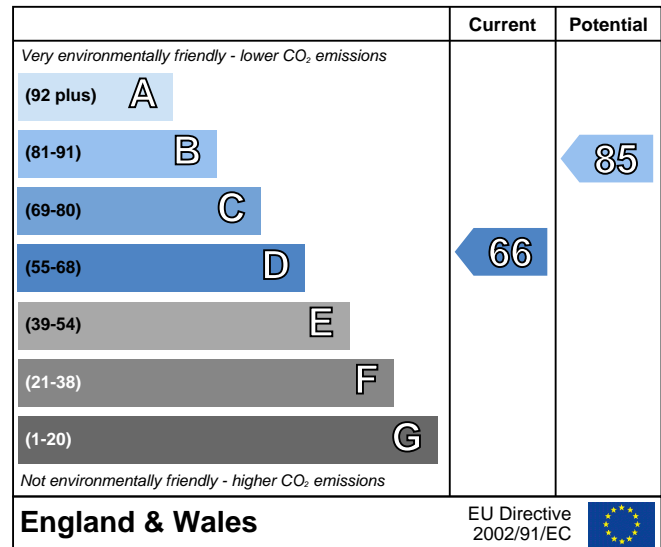 Current Potential
Very environmentally friendly - lower CO₂ emissions
(92 plus) A
(81-91) B
85
(69-80) C
(55-68) D
66
(39-54) E
(21-38) F
(1-20) G
Not environmentally friendly - higher CO₂ emissions
England & Wales
EU Directive
2002/91/EC